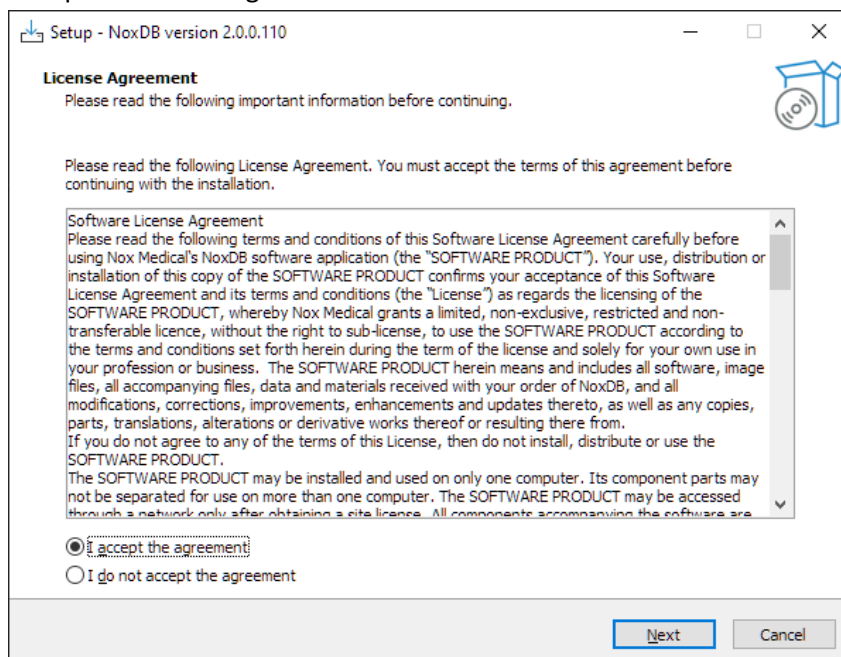 Setup - NoxDB version 2.0.0.110
License Agreement
Please read the following important information before continuing.
Please read the following License Agreement. You must accept the terms of this agreement before
continuing with the installation.
Software License Agreement
Please read the following terms and conditions of this Software License Agreement carefully before
using Nox Medical's NoxDB software application (the "SOFTWARE PRODUCT"). Your use, distribution or
installation of this copy of the SOFTWARE PRODUCT confirms your acceptance of this Software
License Agreement and its terms and conditions (the "License") as regards the licensing of the
SOFTWARE PRODUCT, whereby Nox Medical grants a limited, non-exclusive, restricted and non-
transferable licence, without the right to sub-license, to use the SOFTWARE PRODUCT according to
the terms and conditions set forth herein during the term of the license and solely for your own use in
your profession or business.  The SOFTWARE PRODUCT herein means and includes all software, image
files, all accompanying files, data and materials received with your order of NoxDB, and all
modifications, corrections, improvements, enhancements and updates thereto, as well as any copies,
parts, translations, alterations or derivative works thereof or resulting there from.
If you do not agree to any of the terms of this License, then do not install, distribute or use the
SOFTWARE PRODUCT.
The SOFTWARE PRODUCT may be installed and used on only one computer. Its component parts may
not be separated for use on more than one computer. The SOFTWARE PRODUCT may be accessed
through a network only after obtaining a site license. All components accompanying the software are
I accept the agreement
I do not accept the agreement
Next
Cancel